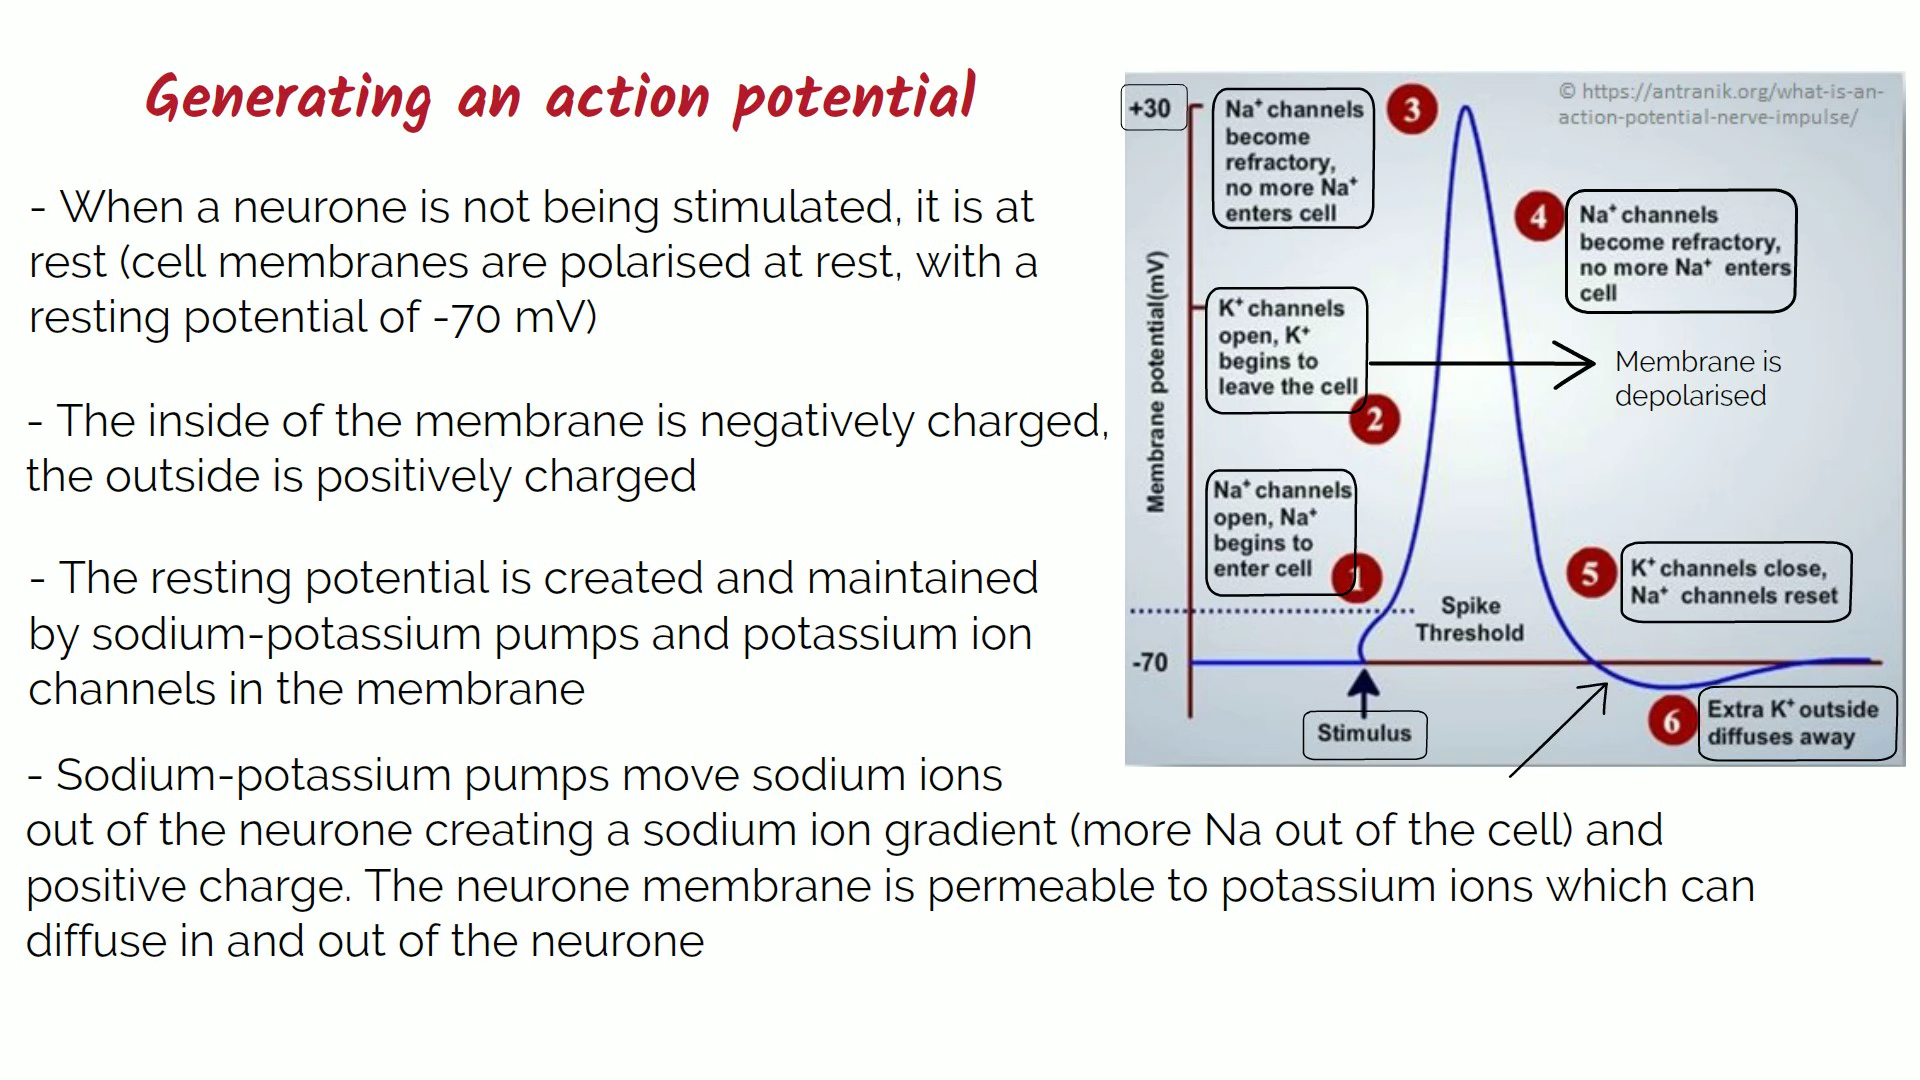 Generating an action potential
- When a neurone is not being stimulated, it is at
rest (cell membranes are polarised at rest, with a
resting potential of -70 mV)
- The inside of the membrane is negatively charged,
the outside is positively charged
- The resting potential is created and maintained
by sodium-potassium pumps and potassium ion
channels in the membrane
- Sodium-potassium pumps move sodium ions
out of the neurone creating a sodium ion gradient (more Na out of the cell) and
positive charge. The neurone membrane is permeable to potassium ions which can
diffuse in and out of the neurone
© https://antranik.org/what-is-an-
action-potential-nerve-impulse/
+30
Membrane potential(mV)
-70
Na⁺ channels
become
refractory,
no more Na⁺
enters cell
3
K⁺ channels
open, K⁺
begins to
leave the cell
2
Na⁺ channels
open, Na⁺
begins to
enter cell
1
4
Na⁺ channels
become refractory,
no more Na⁺ enters
cell
Membrane is
depolarised
5
K⁺ channels close,
Na⁺ channels reset
Spike
Threshold
6
Extra K⁺ outside
diffuses away
Stimulus